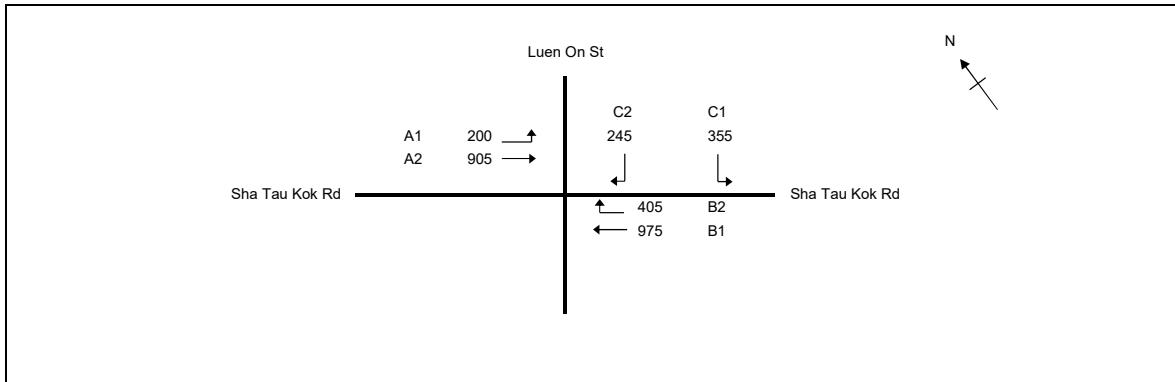 Luen On St
N
C2 C1
A1 200 245 355
A2 905
Sha Tau Kok Rd Sha Tau Kok Rd
405 B2
975 B1